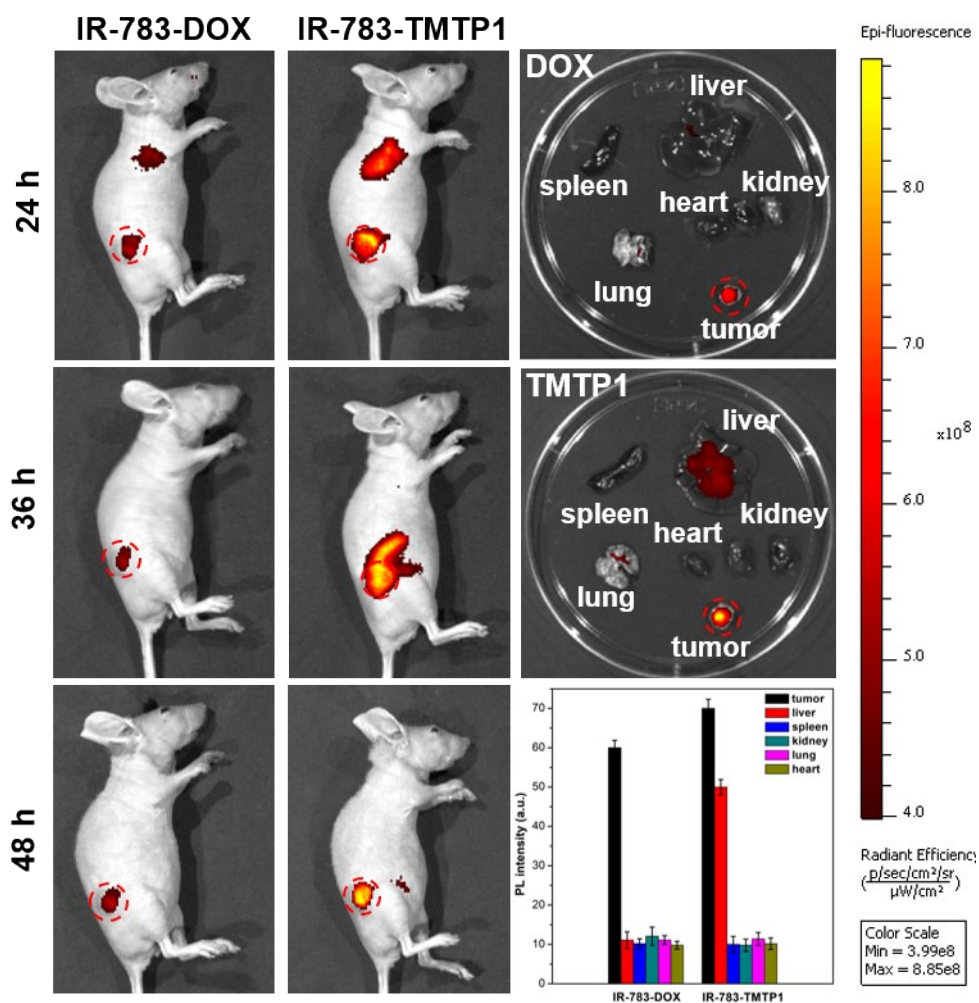 IR-783-DOX
IR-783-TMTP1
24 h
36 h
48 h
DOX
liver
spleen
heart
kidney
lung
tumor
TMTP1
liver
spleen
heart
kidney
lung
tumor
PL intensity (a.u.)
70
60
50
40
30
20
10
0
tumor
liver
spleen
kidney
lung
heart
IR-783-DOX
IR-783-TMTP1
Epi-fluorescence
8.0
7.0
x10⁸
6.0
5.0
4.0
Radiant Efficiency
(p/sec/cm²/sr
µW/cm²)
Color Scale
Min = 3.99e8
Max = 8.85e8